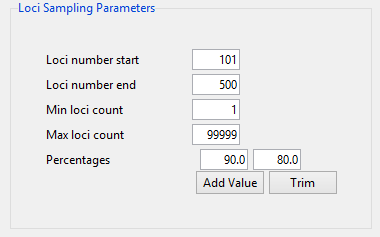 Loci Sampling Parameters
Loci number start 101
Loci number end 500
Min loci count 1
Max loci count 99999
Percentages 90.0 80.0
Add Value Trim